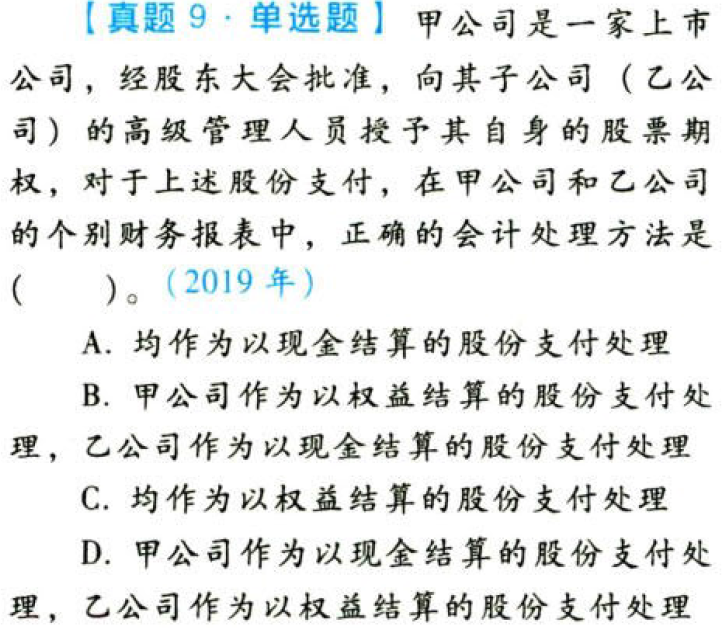 【真题 9 · 单选题】 甲公司是一家上市
公司，经股东大会批准，向其子公司（乙公
司）的高级管理人员授予其自身的股票期
权，对于上述股份支付，在甲公司和乙公司
的个别财务报表中，正确的会计处理方法是
(　　)。（2019 年）
A. 均作为以现金结算的股份支付处理
B. 甲公司作为以权益结算的股份支付处
理，乙公司作为以现金结算的股份支付处理
C. 均作为以权益结算的股份支付处理
D. 甲公司作为以现金结算的股份支付处
理，乙公司作为以权益结算的股份支付处理